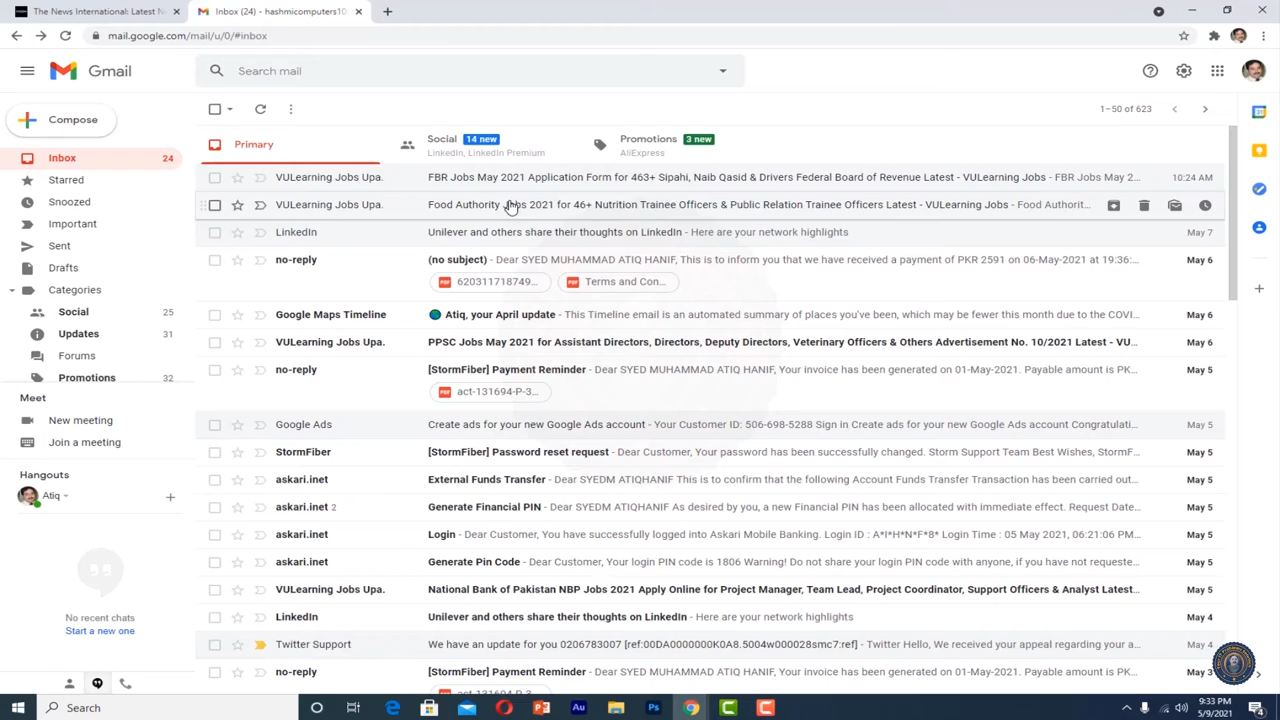 The News International: Latest Ne
Inbox (24) - hashmicomputers10
mail.google.com/mail/u/0/#inbox
Gmail
Search mail
Compose
1–50 of 623
Inbox 24
Starred
Snoozed
Important
Sent
Drafts
Categories
Social 25
Updates 31
Forums
Promotions 32
Meet
New meeting
Join a meeting
Hangouts
Atiq
No recent chats
Start a new one
Primary
Social 14 new
LinkedIn, LinkedIn Premium
Promotions 3 new
AliExpress
VULearning Jobs Upa. FBR Jobs May 2021 Application Form for 463+ Sipahi, Naib Qasid & Drivers Federal Board of Revenue Latest - VULearning Jobs - FBR Jobs May 2... 10:24 AM
VULearning Jobs Upa. Food Authority Jobs 2021 for 46+ Nutrition Trainee Officers & Public Relation Trainee Officers Latest - VULearning Jobs - Food Authorit...
LinkedIn Unilever and others share their thoughts on LinkedIn - Here are your network highlights May 7
no-reply (no subject) - Dear SYED MUHAMMAD ATIQ HANIF, This is to inform you that we have received a payment of PKR 2591 on 06-May-2021 at 19:36:... May 6
PDF 620311718749... PDF Terms and Con...
Google Maps Timeline Atiq, your April update - This Timeline email is an automated summary of places you've been, which may be fewer this month due to the COVI... May 6
VULearning Jobs Upa. PPSC Jobs May 2021 for Assistant Directors, Directors, Deputy Directors, Veterinary Officers & Others Advertisement No. 10/2021 Latest - VU... May 6
no-reply [StormFiber] Payment Reminder - Dear SYED MUHAMMAD ATIQ HANIF, Your invoice has been generated on 01-May-2021. Payable amount is PK... May 6
PDF act-131694-P-3...
Google Ads Create ads for your new Google Ads account - Your Customer ID: 506-698-5288 Sign in Create ads for your new Google Ads account Congratulati... May 5
StormFiber [StormFiber] Password reset request - Dear Customer, Your password has been successfully changed. Storm Support Team Best Wishes, StormF... May 5
askari.inet External Funds Transfer - Dear SYEDM ATIQHANIF This is to confirm that the following Account Funds Transfer Transaction has been carried out... May 5
askari.inet 2 Generate Financial PIN - Dear SYEDM ATIQHANIF As desired by you, a new Financial PIN has been allocated with immediate effect. Request Date... May 5
askari.inet Login - Dear Customer, You have successfully logged into Askari Mobile Banking. Login ID : A*I*H*N*F*8* Login Time : 05 May 2021, 06:21:06 PM... May 5
askari.inet Generate Pin Code - Dear Customer, Your login PIN code is 1806 Warning! Do not share your login PIN code with anyone, if you have not requeste... May 5
VULearning Jobs Upa. National Bank of Pakistan NBP Jobs 2021 Apply Online for Project Manager, Team Lead, Project Coordinator, Support Officers & Analyst Latest... May 5
LinkedIn Unilever and others share their thoughts on LinkedIn - Here are your network highlights May 4
Twitter Support We have an update for you 0206783007 [ref:00DA0000000K0A8.5004w000028smc7:ref] - Twitter Hello, We received your appeal regarding your a... May 4
no-reply [StormFiber] Payment Reminder - Dear SYED MUHAMMAD ATIQ HANIF, Your invoice has been generated on 01-May-2021. Payable amount is PK... May 3
act-131694-P-3...
Search
Au
Ps
9:33 PM
5/9/2021
4